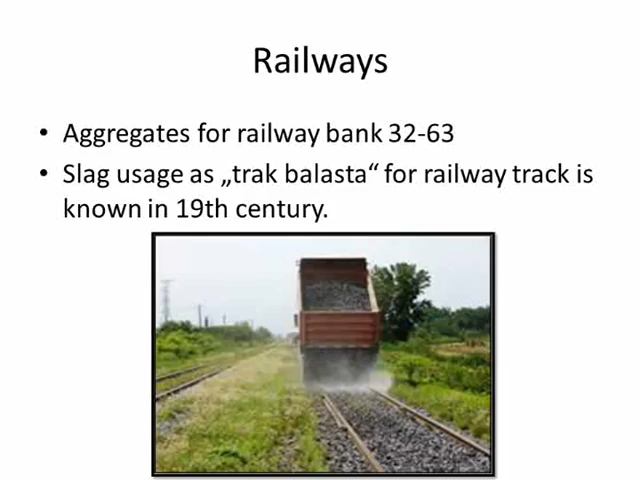 Railways
• Aggregates for railway bank 32-63
• Slag usage as „trak balasta“ for railway track is
known in 19th century.